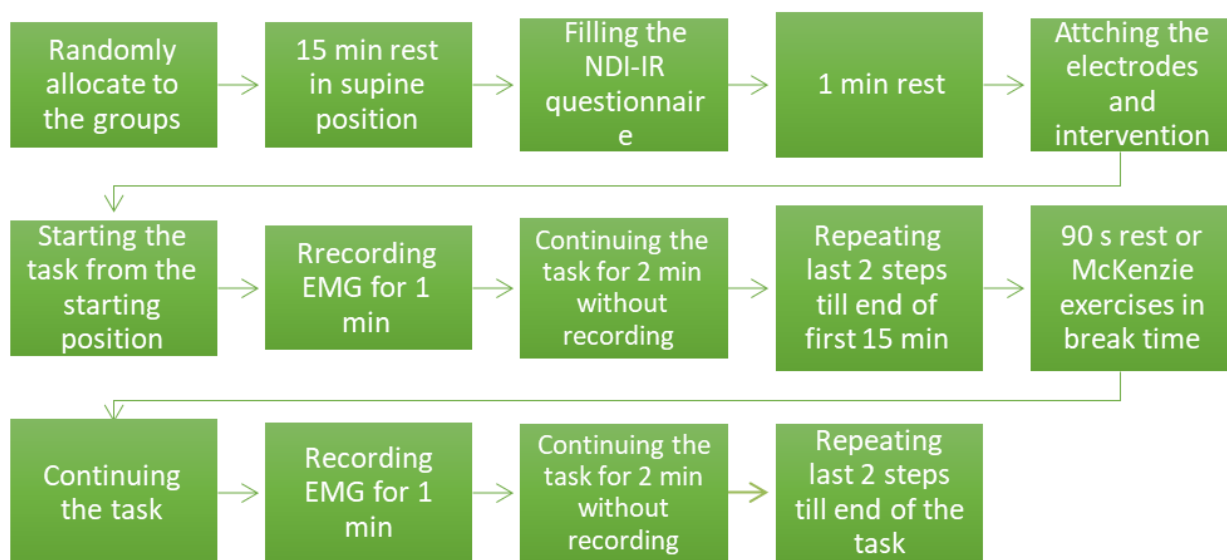 Randomly
allocate to
the groups
15 min rest
in supine
position
Filling the
NDI-IR
questionnair
e
1 min rest
Attching the
electrodes
and
intervention
Starting the
task from the
starting
position
Rrecording
EMG for 1
min
Continuing the
task for 2 min
without
recording
Repeating
last 2 steps
till end of
first 15 min
90 s rest or
McKenzie
exercises in
break time
Continuing
the task
Recording
EMG for 1
min
Continuing the
task for 2 min
without
recording
Repeating
last 2 steps
till end of the
task